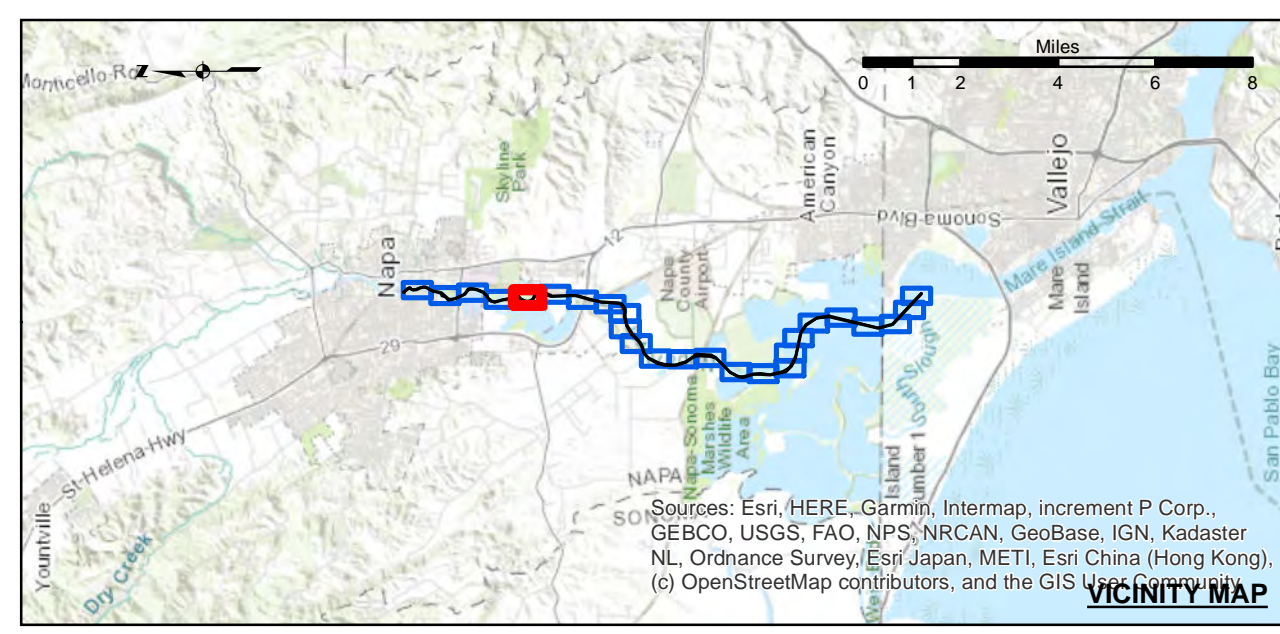 Miles
0 1 2 4 6 8
Monticello Rd
Z
Skyline
Park
American
Canyon
Vallejo
Sonoma Blvd
Mare Island Strait
Mare
Island
Napa
12
Napa
County
Airport
29
South Slough
San Pablo Bay
Napa-Sonoma
Marshes
Wildlife
Area
Island
Number 1
St-Helena-Hwy
Yountville
Dry Creek
NAPA
SONOMA
Sources: Esri, HERE, Garmin, Intermap, increment P Corp.,
GEBCO, USGS, FAO, NPS, NRCAN, GeoBase, IGN, Kadaster
NL, Ordnance Survey, Esri Japan, METI, Esri China (Hong Kong),
(c) OpenStreetMap contributors, and the GIS User Community
VICINITY MAP